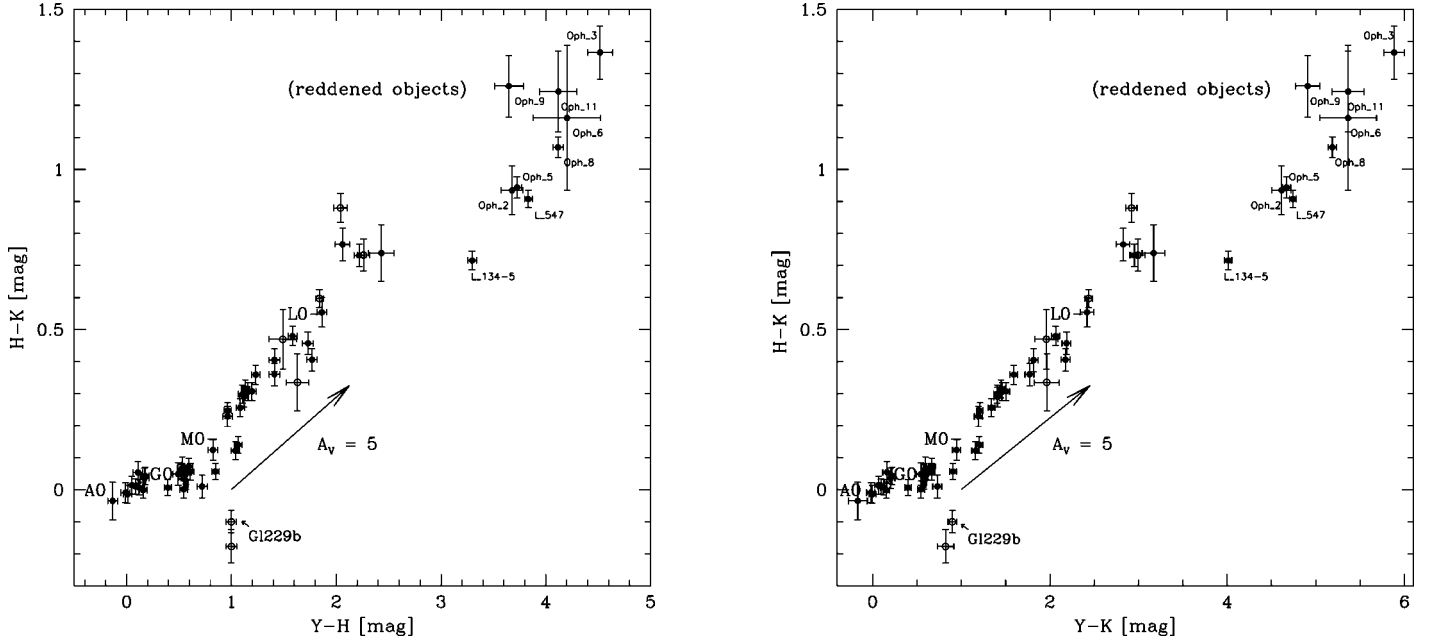 1.5
1
0.5
0
H-K [mag]
(reddened objects)
Oph_3
Oph_9
Oph_11
Oph_6
Oph_8
Oph_5
Oph_2
L_547
L_134-5
L0
M0
G0
A0
A_v = 5
Gl229b
0 1 2 3 4 5
Y-H [mag]
1.5
1
0.5
0
H-K [mag]
(reddened objects)
Oph_3
Oph_9
Oph_11
Oph_6
Oph_8
Oph_5
Oph_2
L_547
L_134-5
L0
M0
G0
A0
A_v = 5
Gl229b
0 2 4 6
Y-K [mag]